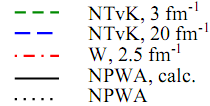 NTvK, 3 fm⁻¹
NTvK, 20 fm⁻¹
W, 2.5 fm⁻¹
NPWA, calc.
NPWA